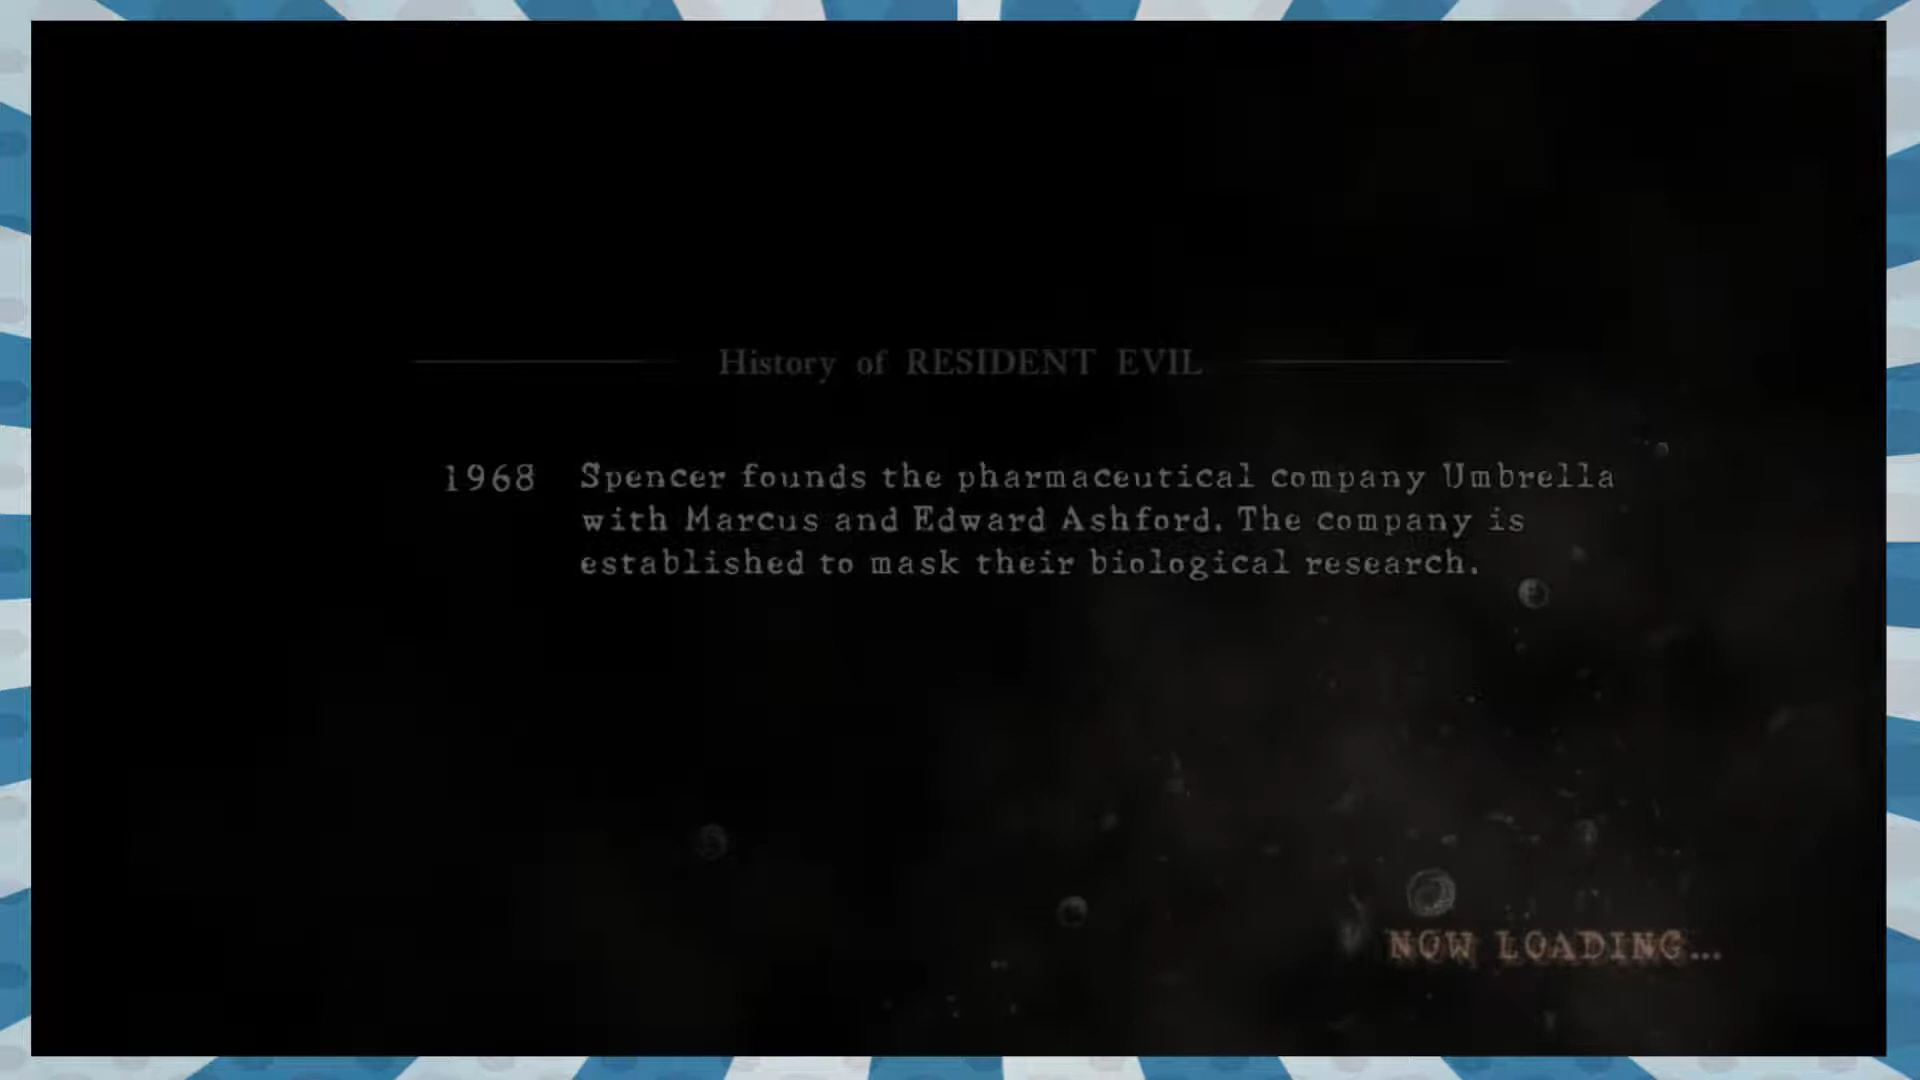 History of RESIDENT EVIL
1968 Spencer founds the pharmaceutical company Umbrella
with Marcus and Edward Ashford. The company is
established to mask their biological research.
NOW LOADING...